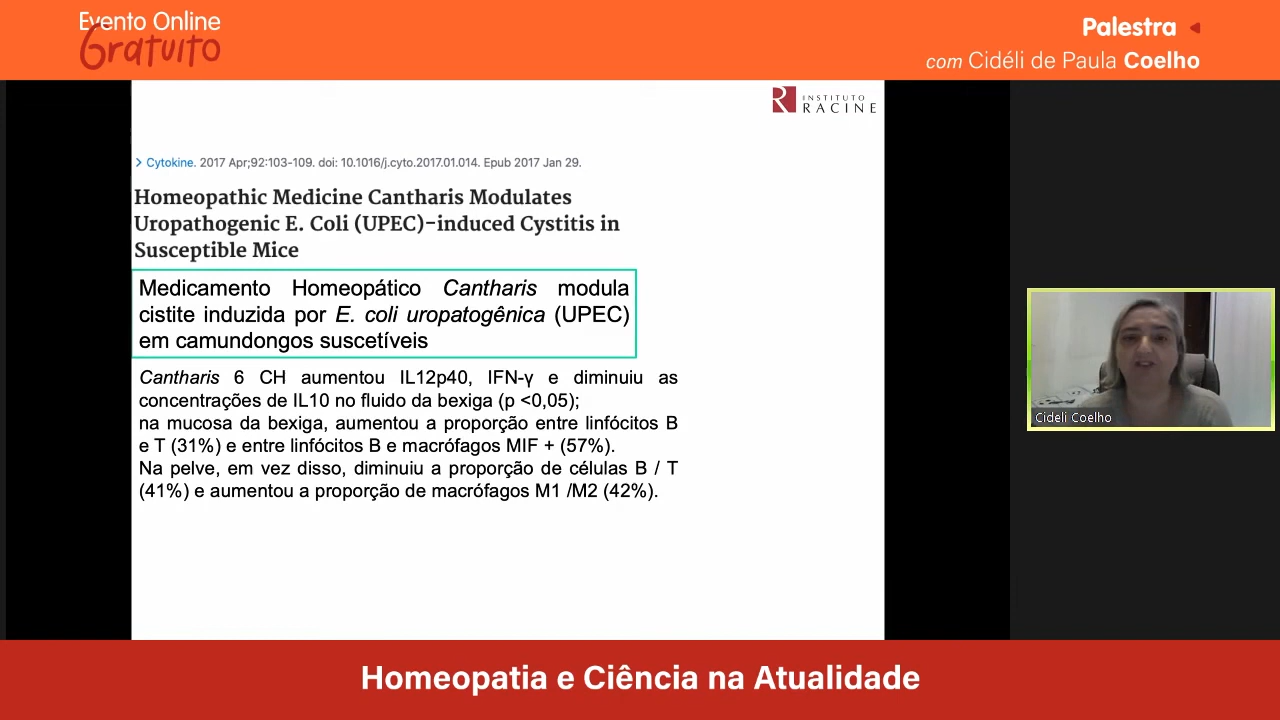 Evento Online
Gratuito
Palestra
com Cidéli de Paula Coelho
INSTITUTO
RACINE
Cytokine. 2017 Apr;92:103-109. doi: 10.1016/j.cyto.2017.01.014. Epub 2017 Jan 29.
Homeopathic Medicine Cantharis Modulates
Uropathogenic E. Coli (UPEC)-induced Cystitis in
Susceptible Mice
Medicamento Homeopático Cantharis modula
cistite induzida por E. coli uropatogênica (UPEC)
em camundongos suscetíveis
Cantharis 6 CH aumentou IL12p40, IFN-γ e diminuiu as
concentrações de IL10 no fluido da bexiga (p <0,05);
na mucosa da bexiga, aumentou a proporção entre linfócitos B
e T (31%) e entre linfócitos B e macrófagos MIF + (57%).
Na pelve, em vez disso, diminuiu a proporção de células B / T
(41%) e aumentou a proporção de macrófagos M1 /M2 (42%).
Cideli Coelho
Homeopatia e Ciência na Atualidade